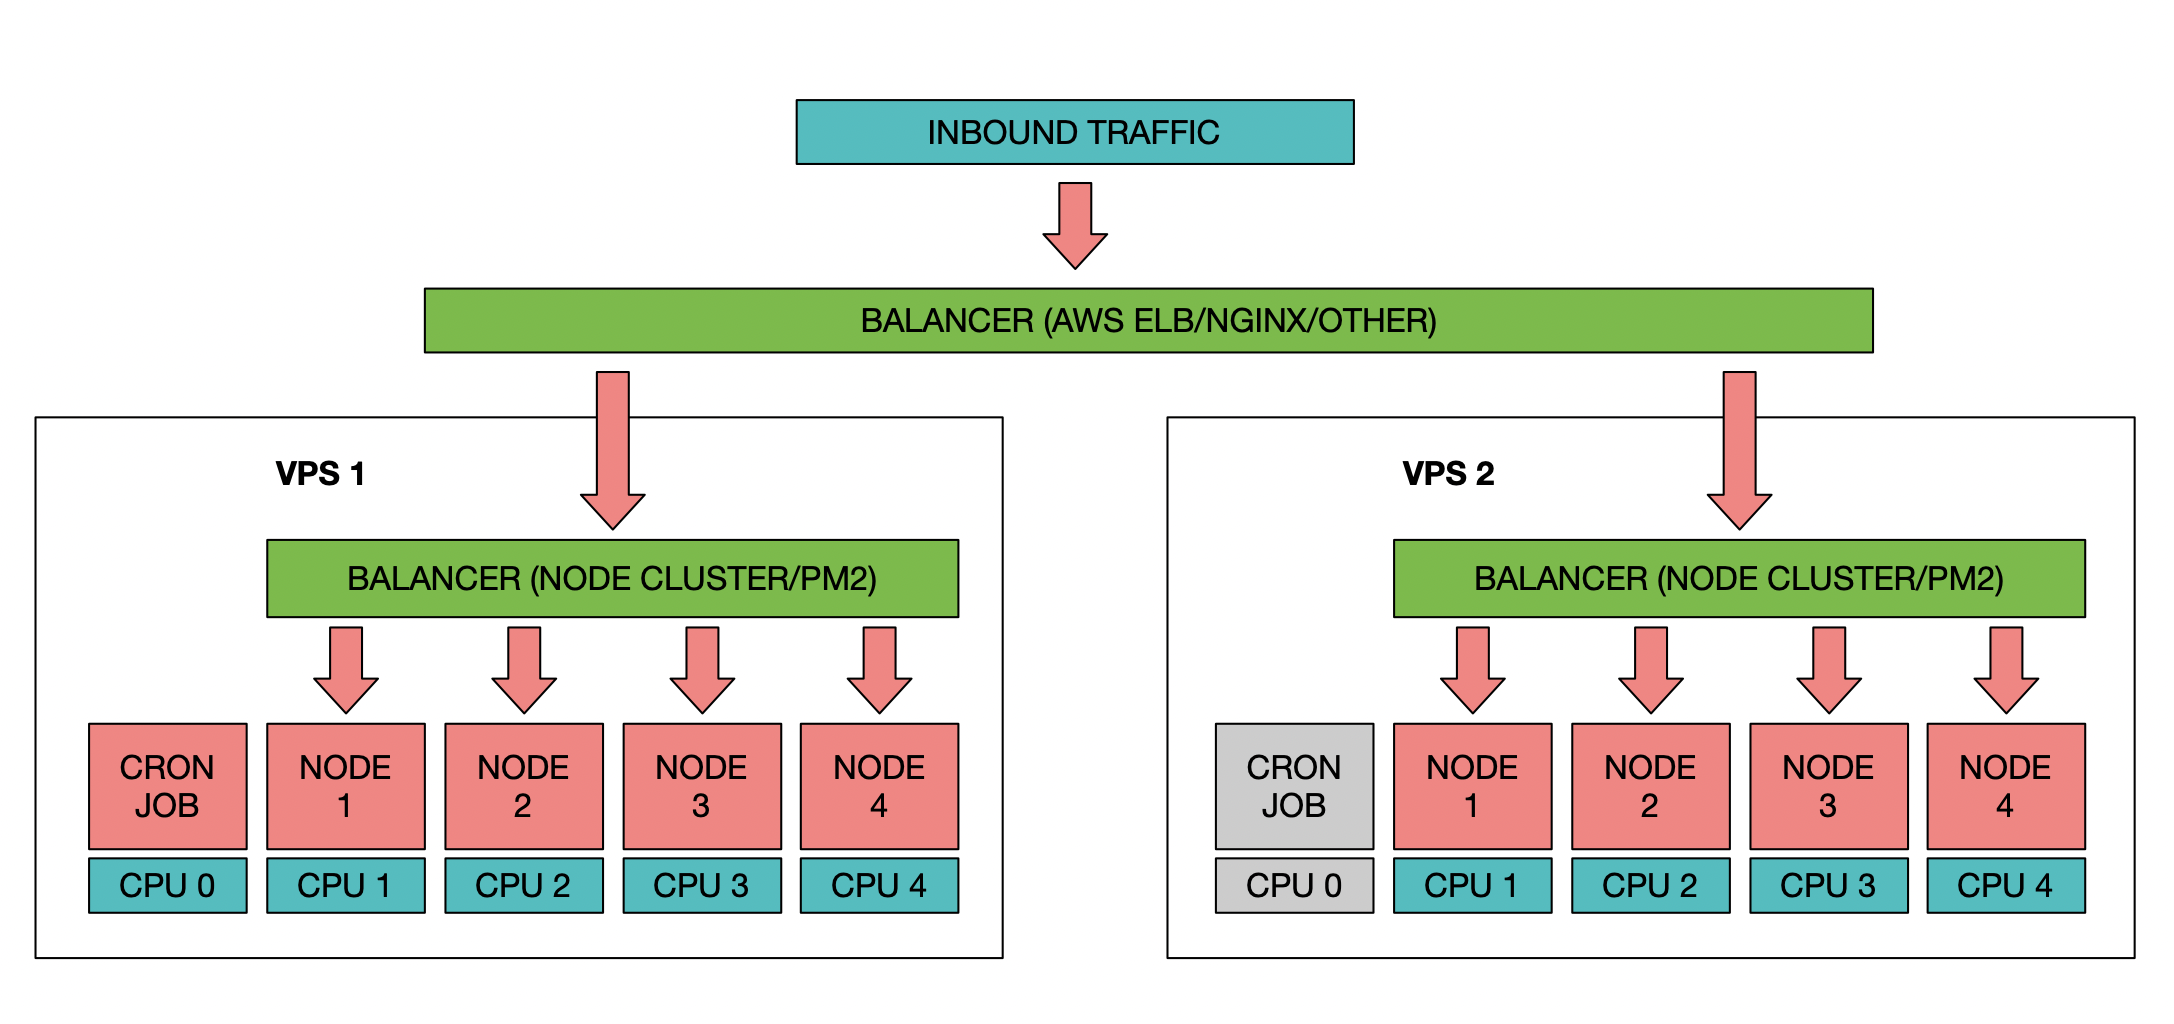 INBOUND TRAFFIC
BALANCER (AWS ELB/NGINX/OTHER)
VPS 1
BALANCER (NODE CLUSTER/PM2)
CRON
JOB
NODE
1
NODE
2
NODE
3
NODE
4
CPU 0
CPU 1
CPU 2
CPU 3
CPU 4
VPS 2
BALANCER (NODE CLUSTER/PM2)
CRON
JOB
NODE
1
NODE
2
NODE
3
NODE
4
CPU 0
CPU 1
CPU 2
CPU 3
CPU 4